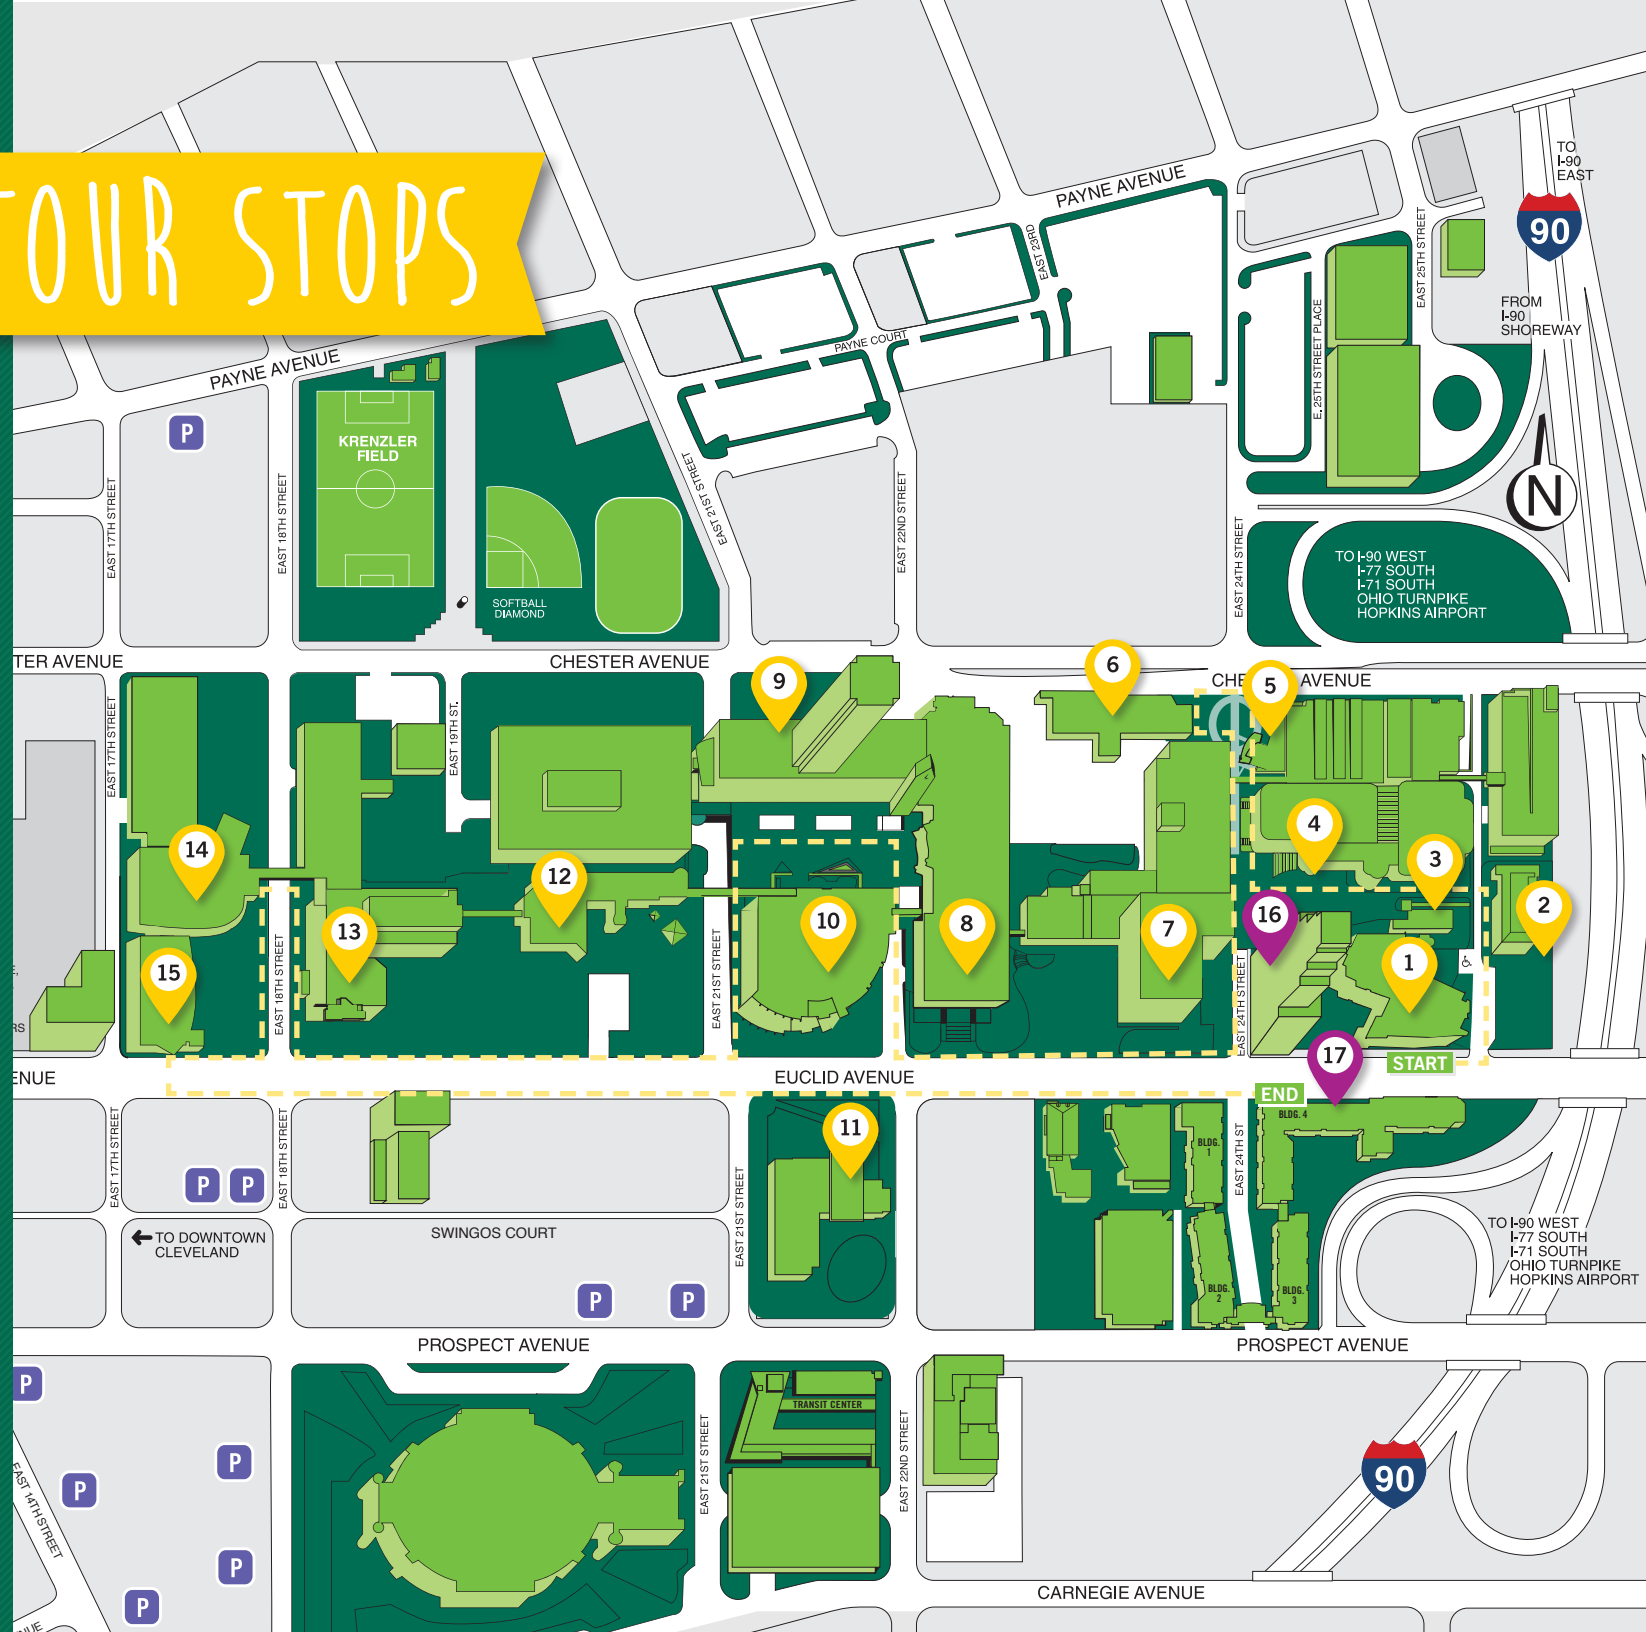 TOUR STOPS
TO
I-90
EAST
90
PAYNE AVENUE
EAST 23RD
EAST 25TH STREET
FROM
I-90
SHOREWAY
E. 25TH STREET PLACE
PAYNE COURT
PAYNE AVENUE
P
KRENZLER
FIELD
EAST 17TH STREET
EAST 18TH STREET
EAST 21ST STREET
EAST 22ND STREET
EAST 24TH STREET
N
TO I-90 WEST
I-77 SOUTH
I-71 SOUTH
OHIO TURNPIKE
HOPKINS AIRPORT
SOFTBALL
DIAMOND
TER AVENUE
CHESTER AVENUE
CHE AVENUE
9
6
5
EAST 17TH STREET
EAST 19TH ST.
14
12
13
15
10
8
7
4
3
16
2
1
EAST 18TH STREET
EAST 21ST STREET
EAST 24TH STREET
RS
17
START
END
ENUE
EUCLID AVENUE
11
BLDG. 4
BLDG.
1
EAST 24TH ST
BLDG.
2
BLDG.
3
EAST 17TH STREET
EAST 18TH STREET
EAST 21ST STREET
P
P
TO DOWNTOWN
CLEVELAND
SWINGOS COURT
P
P
TO I-90 WEST
I-77 SOUTH
I-71 SOUTH
OHIO TURNPIKE
HOPKINS AIRPORT
PROSPECT AVENUE
PROSPECT AVENUE
P
TRANSIT CENTER
EAST 21ST STREET
EAST 22ND STREET
P
P
90
EAST 14TH STREET
P
P
CARNEGIE AVENUE
NUE